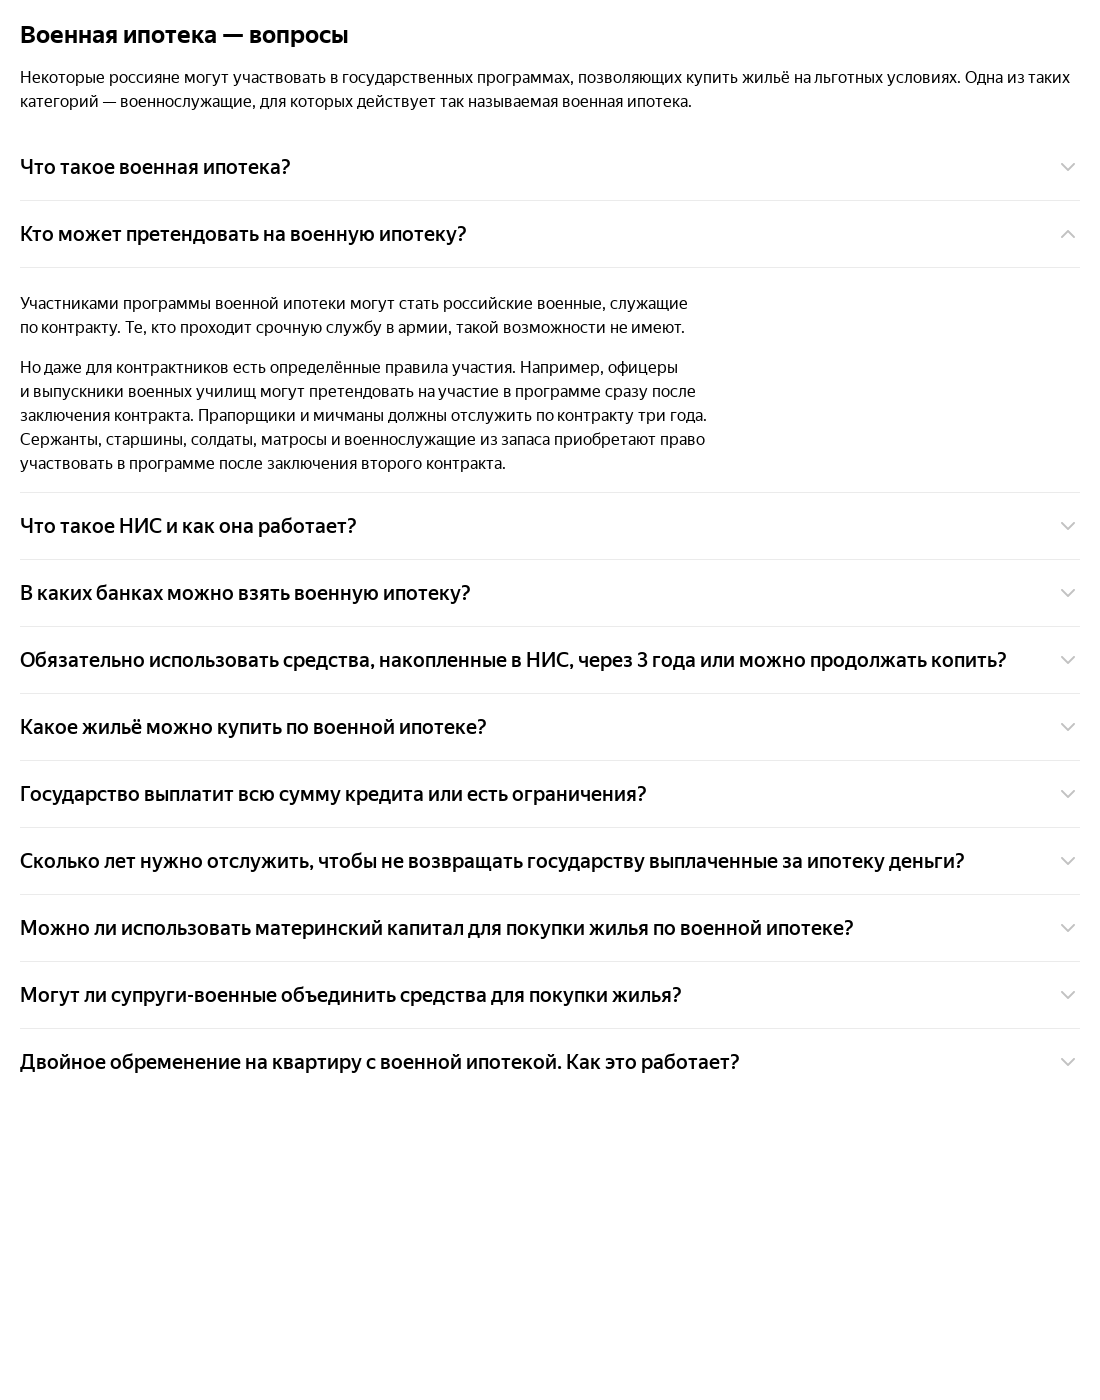 Военная ипотека — вопросы
Некоторые россияне могут участвовать в государственных программах, позволяющих купить жильё на льготных условиях. Одна из таких
категорий — военнослужащие, для которых действует так называемая военная ипотека.
Что такое военная ипотека?
Кто может претендовать на военную ипотеку?
Участниками программы военной ипотеки могут стать российские военные, служащие
по контракту. Те, кто проходит срочную службу в армии, такой возможности не имеют.
Но даже для контрактников есть определённые правила участия. Например, офицеры
и выпускники военных училищ могут претендовать на участие в программе сразу после
заключения контракта. Прапорщики и мичманы должны отслужить по контракту три года.
Сержанты, старшины, солдаты, матросы и военнослужащие из запаса приобретают право
участвовать в программе после заключения второго контракта.
Что такое НИС и как она работает?
В каких банках можно взять военную ипотеку?
Обязательно использовать средства, накопленные в НИС, через 3 года или можно продолжать копить?
Какое жильё можно купить по военной ипотеке?
Государство выплатит всю сумму кредита или есть ограничения?
Сколько лет нужно отслужить, чтобы не возвращать государству выплаченные за ипотеку деньги?
Можно ли использовать материнский капитал для покупки жилья по военной ипотеке?
Могут ли супруги-военные объединить средства для покупки жилья?
Двойное обременение на квартиру с военной ипотекой. Как это работает?